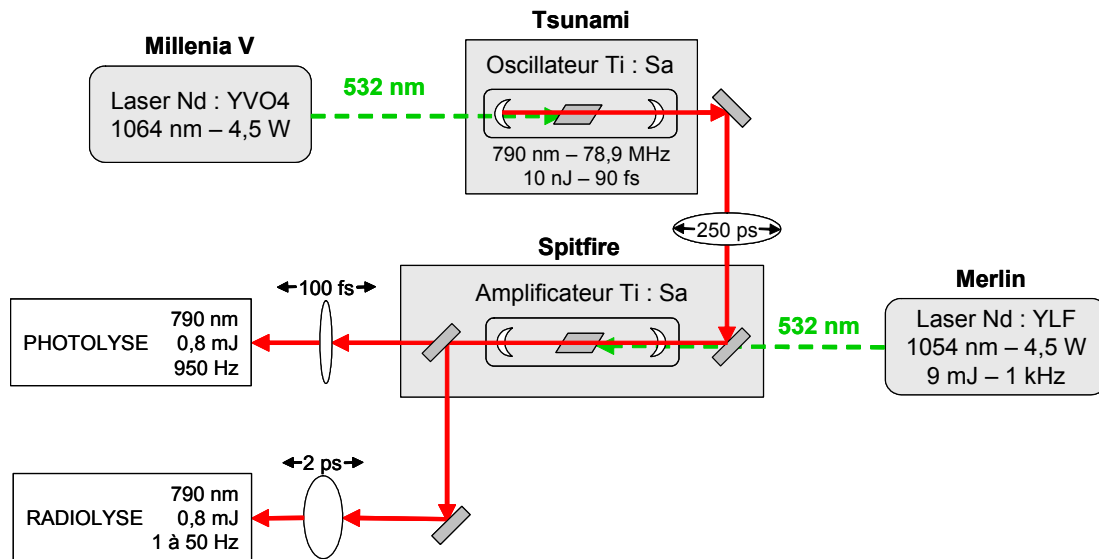 Tsunami
Millenia V
Oscillateur Ti : Sa
532 nm
Laser Nd : YVO4
1064 nm – 4,5 W
790 nm – 78,9 MHz
10 nJ – 90 fs
250 ps
Spitfire
Merlin
100 fs
Amplificateur Ti : Sa
532 nm
Laser Nd : YLF
1054 nm – 4,5 W
9 mJ – 1 kHz
PHOTOLYSE
790 nm
0,8 mJ
950 Hz
2 ps
RADIOLYSE
790 nm
0,8 mJ
1 à 50 Hz